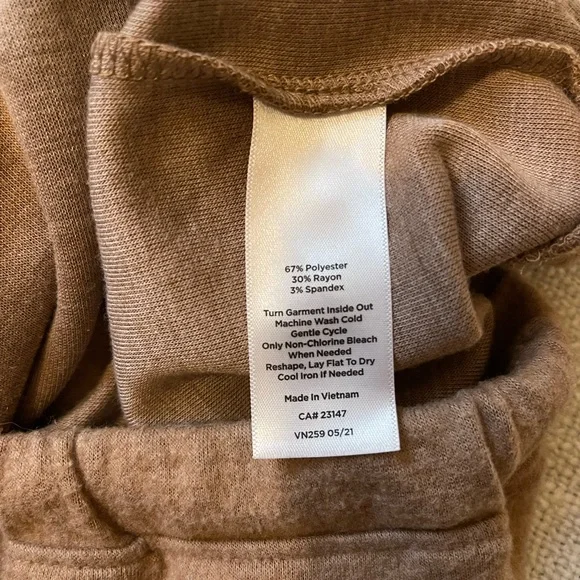 67% Polyester
30% Rayon
3% Spandex
Turn Garment Inside Out
Machine Wash Cold
Gentle Cycle
Only Non-Chlorine Bleach
When Needed
Reshape, Lay Flat To Dry
Cool Iron If Needed
Made In Vietnam
CA# 23147
VN259 05/21